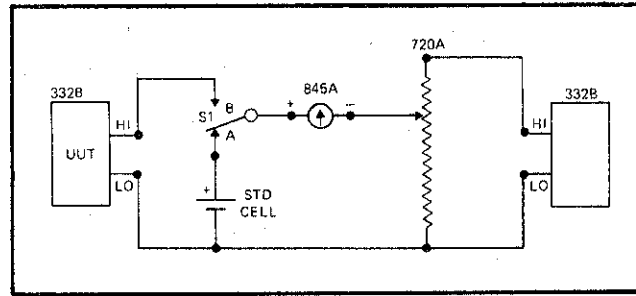 720A
332B
845A
332B
B
S1
+
−
HI
HI
A
UUT
LO
+
STD
CELL
LO